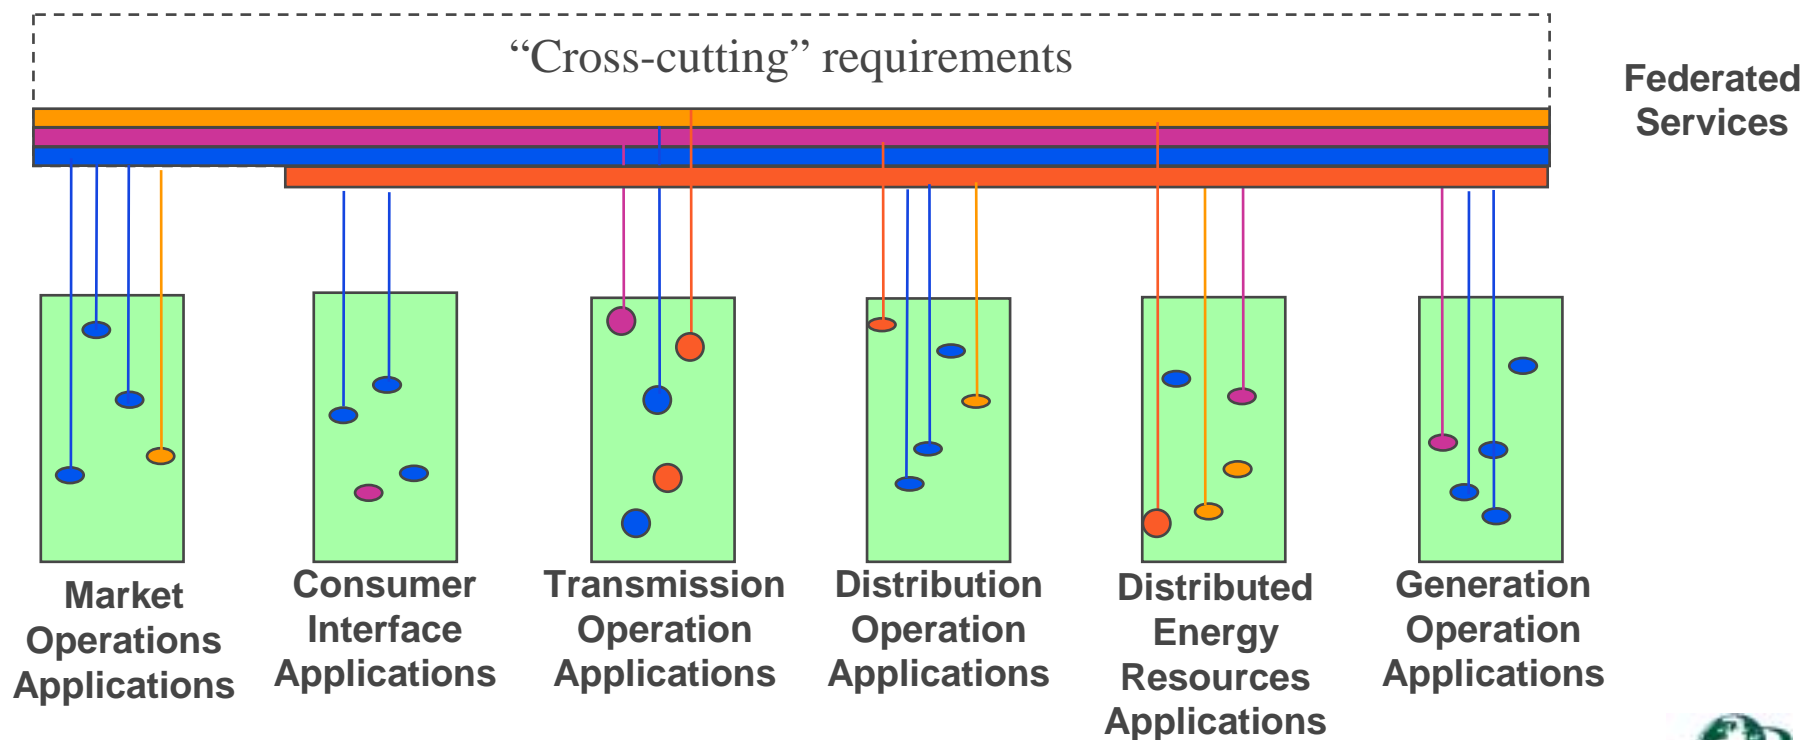 “Cross-cutting” requirements
Federated
Services
Market
Operations
Applications
Consumer
Interface
Applications
Transmission
Operation
Applications
Distribution
Operation
Applications
Distributed
Energy
Resources
Applications
Generation
Operation
Applications